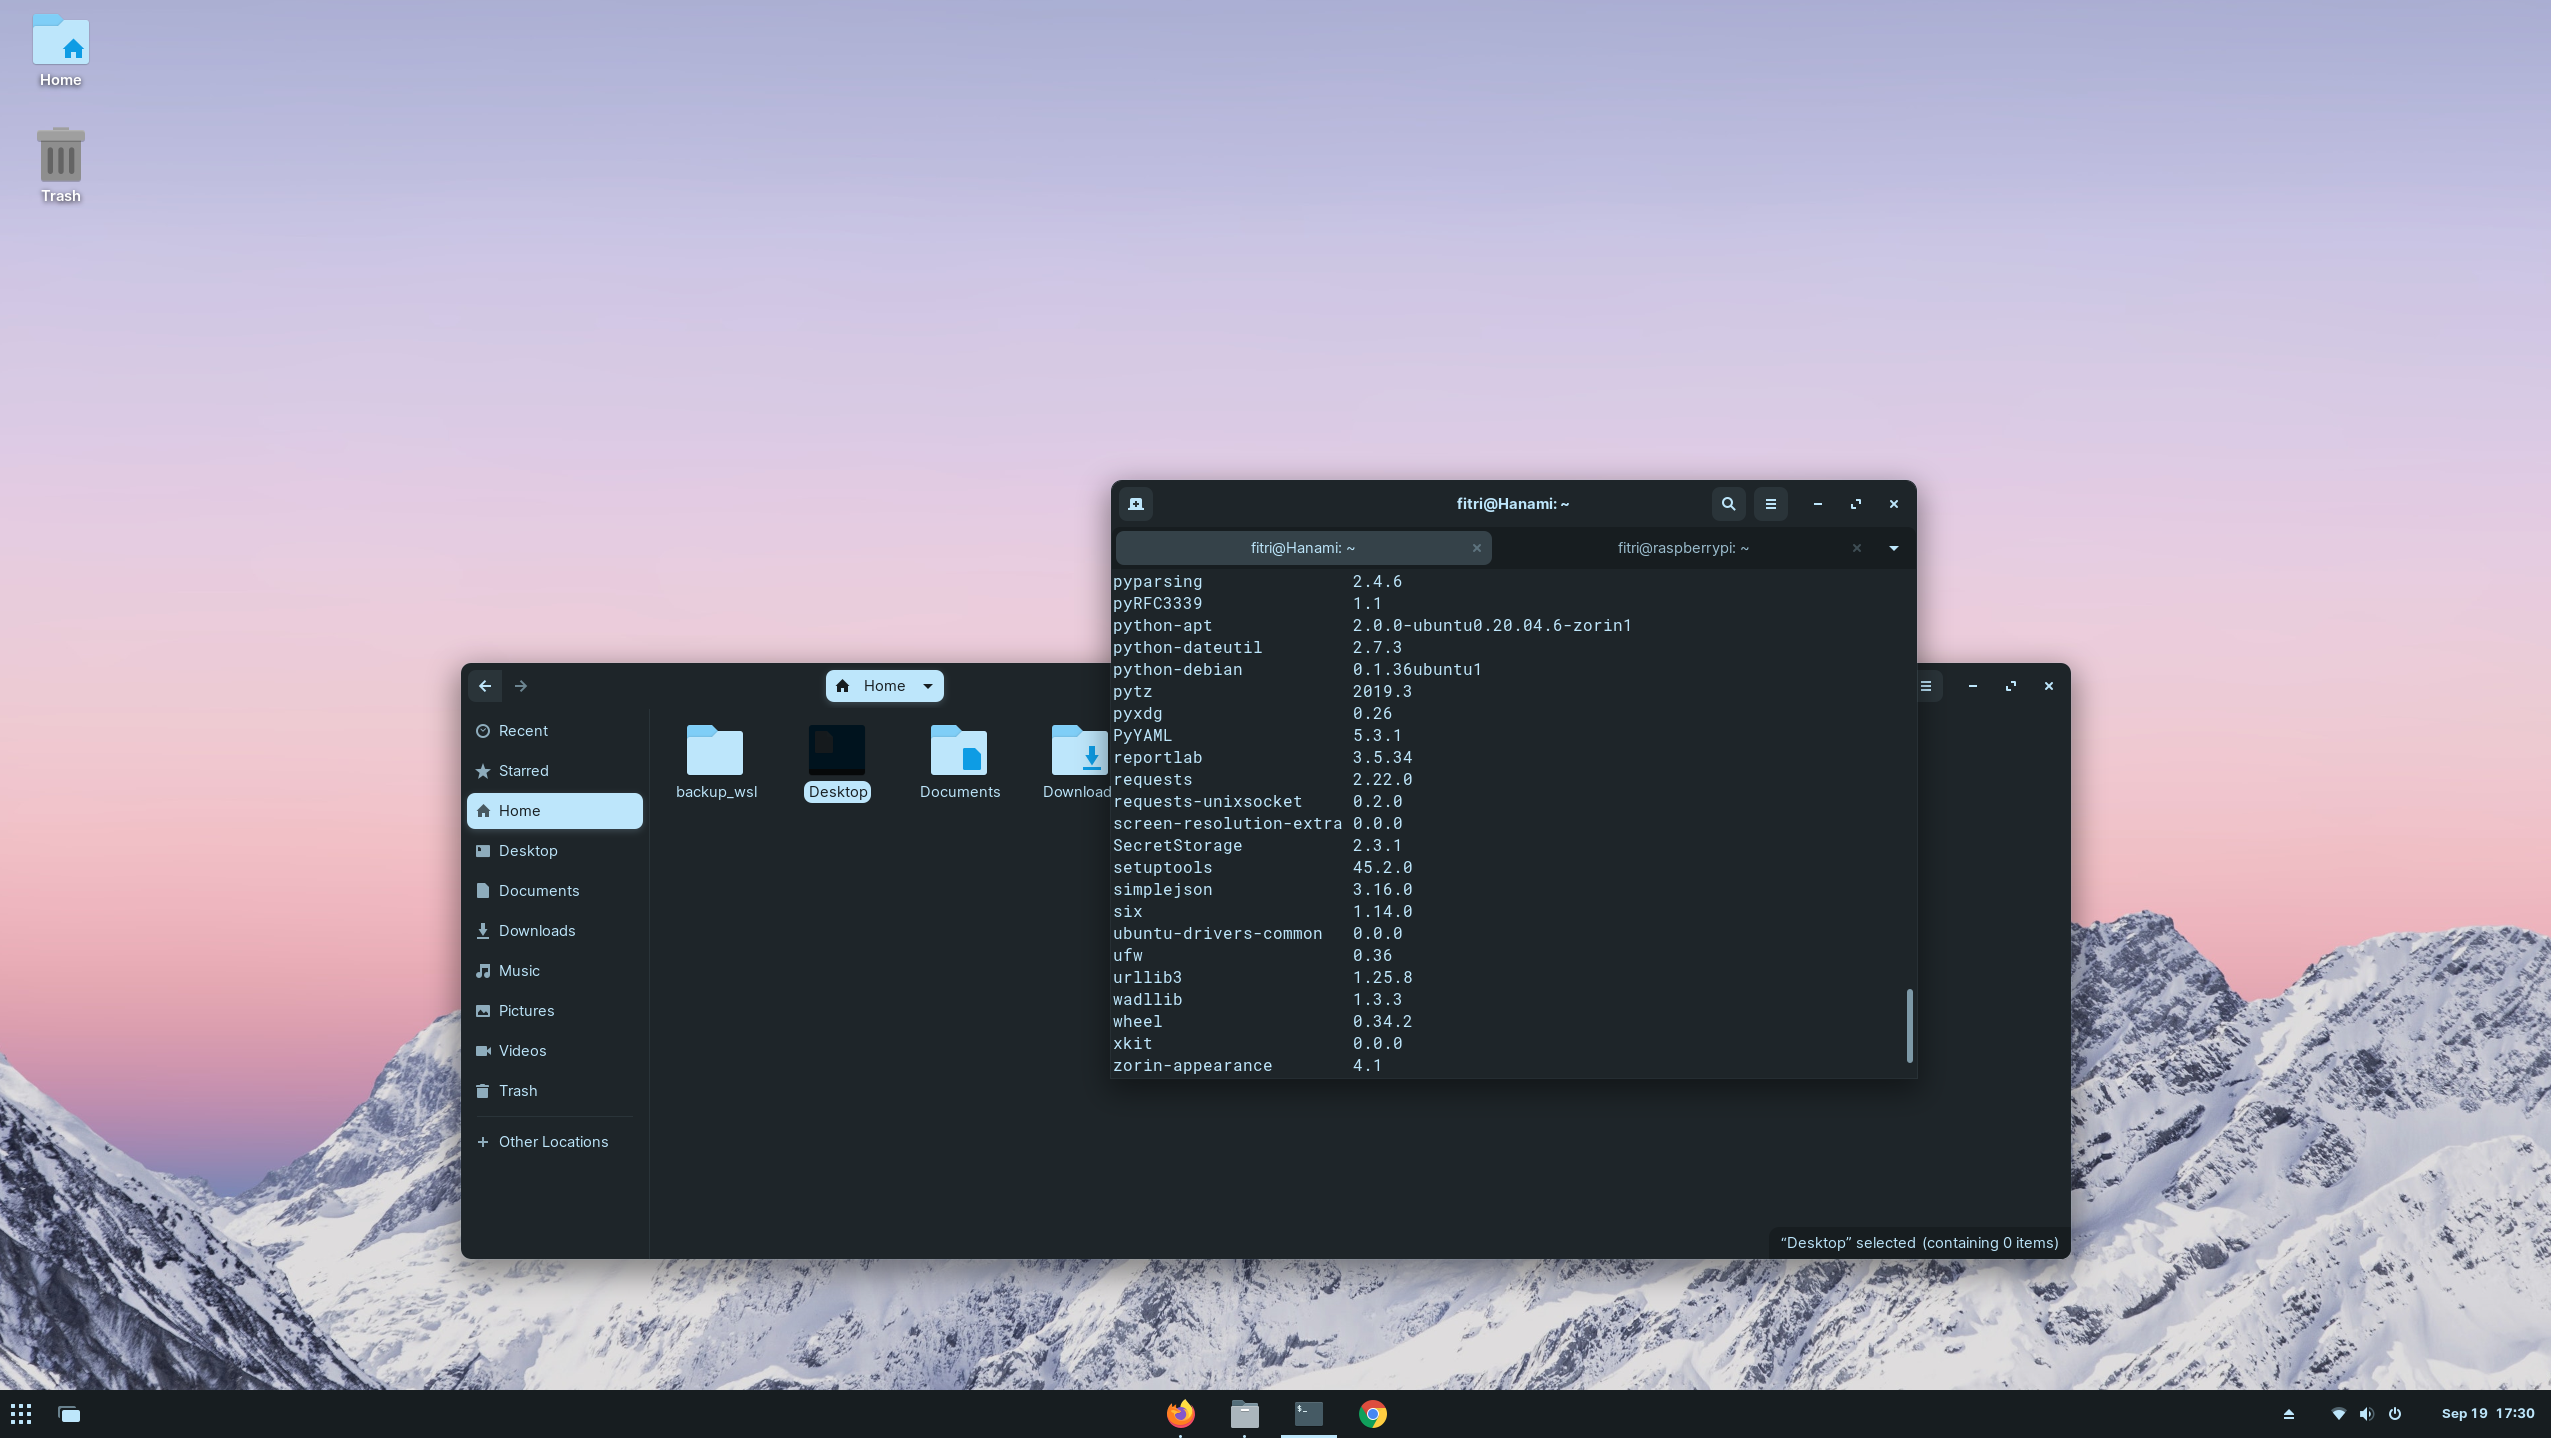 Home
Trash
fitri@Hanami: ~
fitri@Hanami: ~
fitri@raspberrypi: ~
pyparsing 2.4.6
pyRFC3339 1.1
python-apt 2.0.0-ubuntu0.20.04.6-zorin1
python-dateutil 2.7.3
python-debian 0.1.36ubuntu1
pytz 2019.3
pyxdg 0.26
PyYAML 5.3.1
reportlab 3.5.34
requests 2.22.0
requests-unixsocket 0.2.0
screen-resolution-extra 0.0.0
SecretStorage 2.3.1
setuptools 45.2.0
simplejson 3.16.0
six 1.14.0
ubuntu-drivers-common 0.0.0
ufw 0.36
urllib3 1.25.8
wadllib 1.3.3
wheel 0.34.2
xkit 0.0.0
zorin-appearance 4.1
Home
Recent
Starred
Home
Desktop
Documents
Downloads
Music
Pictures
Videos
Trash
Other Locations
backup_wsl
Desktop
Documents
Download
"Desktop" selected (containing 0 items)
$-
Sep 19 17:30